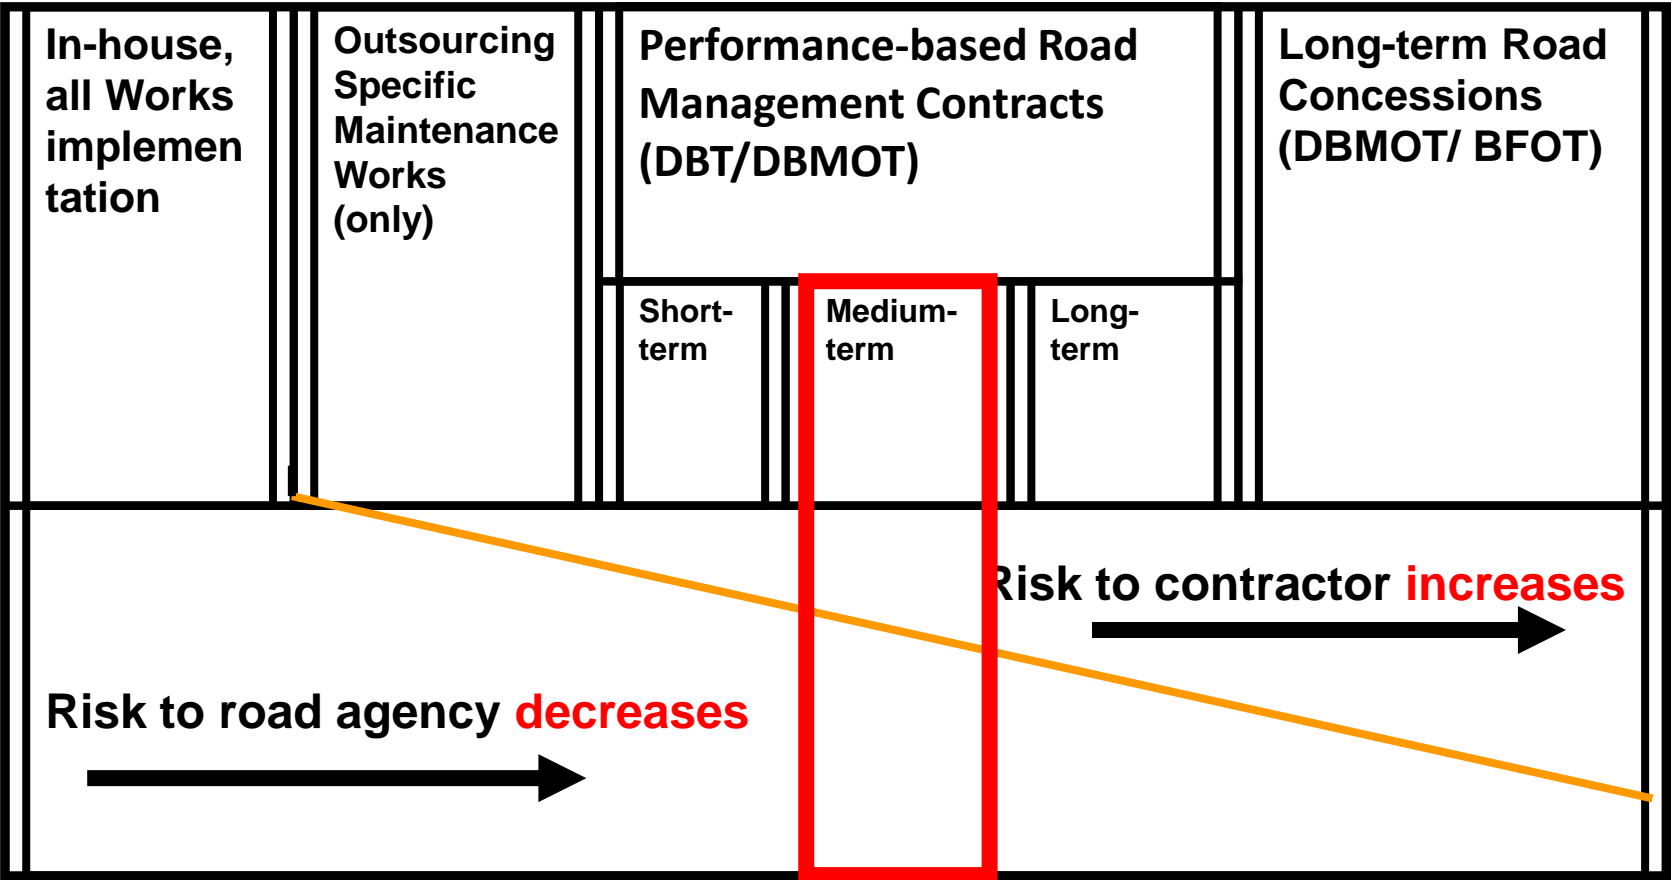 In-house,
all Works
implemen
tation
Outsourcing
Specific
Maintenance
Works
(only)
Performance-based Road
Management Contracts
(DBT/DBMOT)
Long-term Road
Concessions
(DBMOT/ BFOT)
Short-
term
Medium-
term
Long-
term
Risk to contractor increases
Risk to road agency decreases